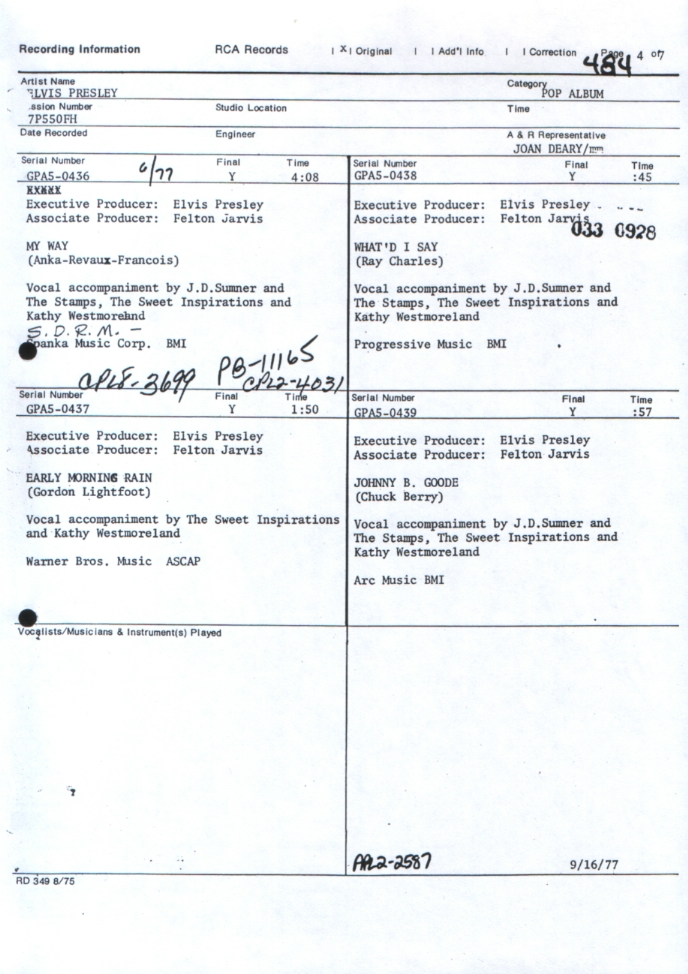 Recording Information RCA Records | X | Original | | Add'l Info | | Correction Page 4 of 7
484
Artist Name Category
ELVIS PRESLEY POP ALBUM
ssion Number Studio Location Time
7P550FH
Date Recorded Engineer A & R Representative
JOAN DEARY/mm
Serial Number Final Time
GPA5-0436 6/77 Y 4:08
XXXXX
Executive Producer: Elvis Presley
Associate Producer: Felton Jarvis
MY WAY
(Anka-Revaux-Francois)
Vocal accompaniment by J.D.Sumner and
The Stamps, The Sweet Inspirations and
Kathy Westmoreland
S.D.R.M. —
Spanka Music Corp. BMI
PB-11165
CPL8-3699 CPL2-4031
Serial Number Final Time
GPA5-0438 Y :45
Executive Producer: Elvis Presley
Associate Producer: Felton Jarvis
033 0928
WHAT'D I SAY
(Ray Charles)
Vocal accompaniment by J.D.Sumner and
The Stamps, The Sweet Inspirations and
Kathy Westmoreland
Progressive Music BMI
Serial Number Final Time
GPA5-0437 Y 1:50
Executive Producer: Elvis Presley
Associate Producer: Felton Jarvis
EARLY MORNING RAIN
(Gordon Lightfoot)
Vocal accompaniment by The Sweet Inspirations
and Kathy Westmoreland
Warner Bros. Music ASCAP
Serial Number Final Time
GPA5-0439 Y :57
Executive Producer: Elvis Presley
Associate Producer: Felton Jarvis
JOHNNY B. GOODE
(Chuck Berry)
Vocal accompaniment by J.D.Sumner and
The Stamps, The Sweet Inspirations and
Kathy Westmoreland
Arc Music BMI
Vocalists/Musicians & Instrument(s) Played
APL2-2587 9/16/77
RD 349 8/75